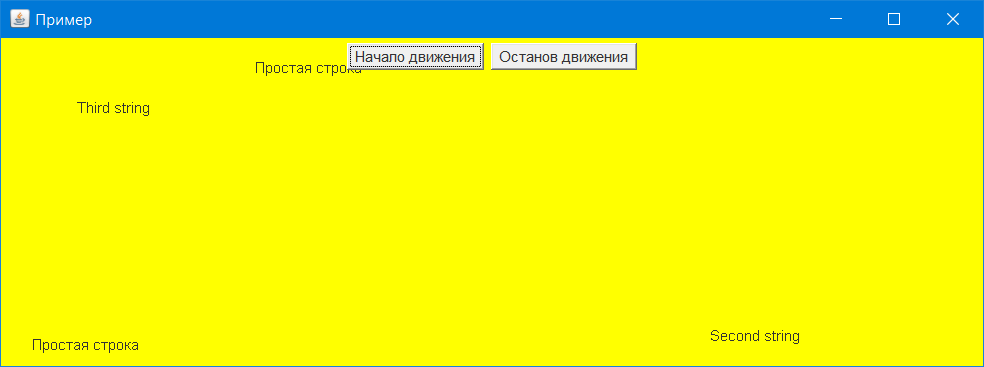 Пример
Начало движения
Останов движения
Простая строка
Third string
Second string
Простая строка